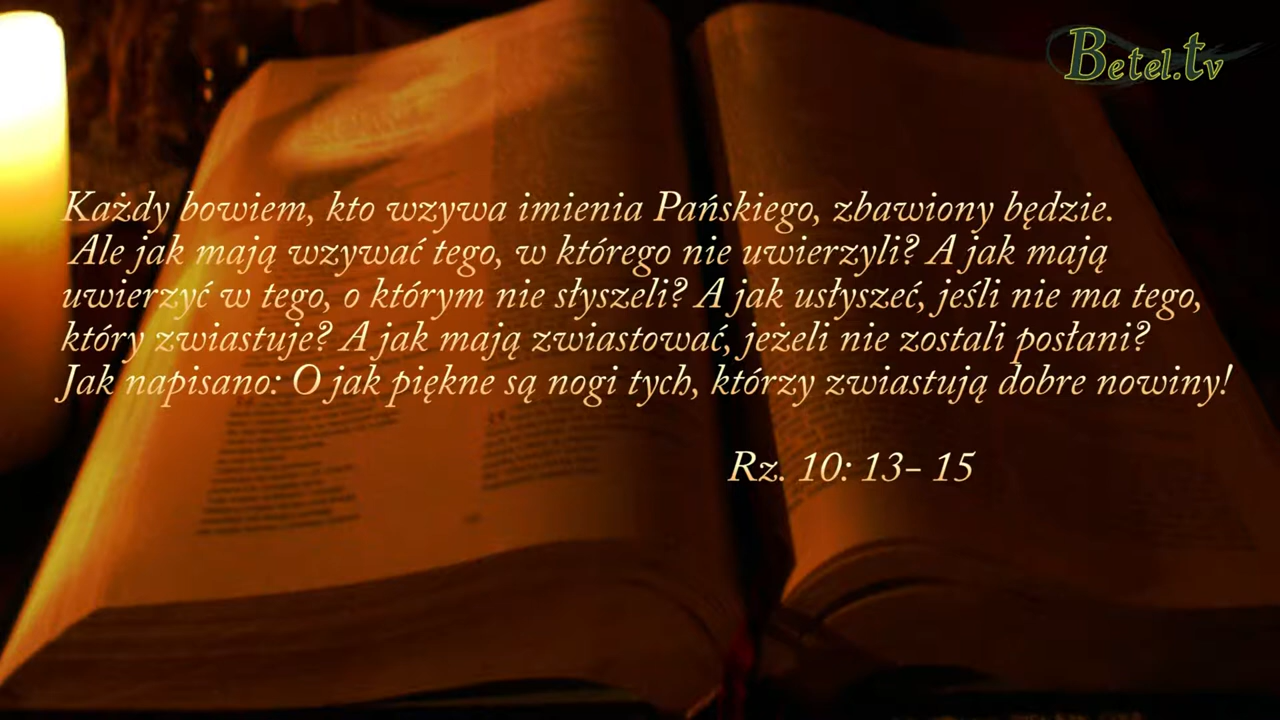 Betel.tv
Każdy bowiem, kto wzywa imienia Pańskiego, zbawiony będzie.
Ale jak mają wzywać tego, w którego nie uwierzyli? A jak mają
uwierzyć w tego, o którym nie słyszeli? A jak usłyszeć, jeśli nie ma tego,
który zwiastuje? A jak mają zwiastować, jeżeli nie zostali posłani?
Jak napisano: O jak piękne są nogi tych, którzy zwiastują dobre nowiny!
Rz. 10: 13- 15